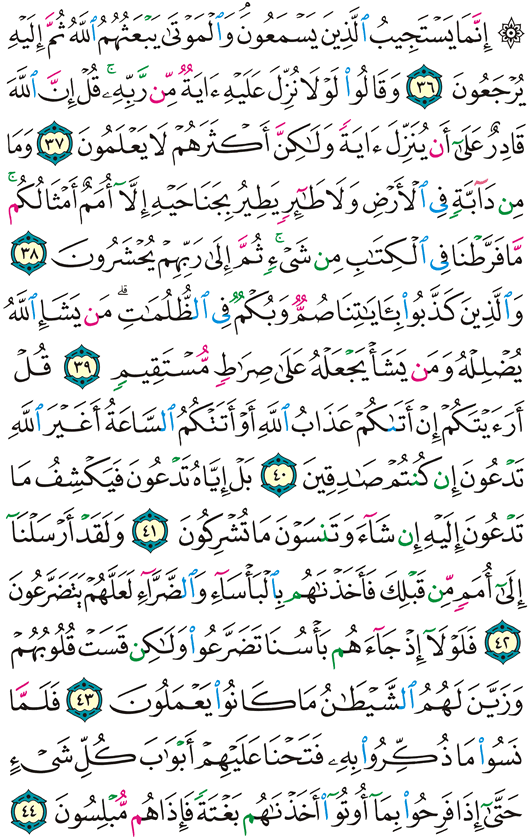 ۞ إِنَّمَا يَسْتَجِيبُ ٱلَّذِينَ يَسْمَعُونَۘ وَٱلْمَوْتَىٰ يَبْعَثُهُمُ ٱللَّهُ ثُمَّ إِلَيْهِ
يُرْجَعُونَ ٣٦ وَقَالُوا۟ لَوْلَا نُزِّلَ عَلَيْهِ ءَايَةٌ مِّن رَّبِّهِۦۚ قُلْ إِنَّ ٱللَّهَ
قَادِرٌ عَلَىٰٓ أَن يُنَزِّلَ ءَايَةً وَلَٰكِنَّ أَكْثَرَهُمْ لَا يَعْلَمُونَ ٣٧ وَمَا
مِن دَآبَّةٍ فِى ٱلْأَرْضِ وَلَا طَٰٓئِرٍ يَطِيرُ بِجَنَاحَيْهِ إِلَّآ أُمَمٌ أَمْثَالُكُمۚ
مَّا فَرَّطْنَا فِى ٱلْكِتَٰبِ مِن شَىْءٍۚ ثُمَّ إِلَىٰ رَبِّهِمْ يُحْشَرُونَ ٣٨
وَٱلَّذِينَ كَذَّبُوا۟ بِـَٔايَٰتِنَا صُمٌّ وَبُكْمٌ فِى ٱلظُّلُمَٰتِۗ مَن يَشَإِ ٱللَّهُ
يُضْلِلْهُ وَمَن يَشَأْ يَجْعَلْهُ عَلَىٰ صِرَٰطٍ مُّسْتَقِيمٍ ٣٩ قُلْ
أَرَءَيْتَكُمْ إِنْ أَتَىٰكُمْ عَذَابُ ٱللَّهِ أَوْ أَتَتْكُمُ ٱلسَّاعَةُ أَغَيْرَ ٱللَّهِ
تَدْعُونَ إِن كُنتُمْ صَٰدِقِينَ ٤٠ بَلْ إِيَّاهُ تَدْعُونَ فَيَكْشِفُ مَا
تَدْعُونَ إِلَيْهِ إِن شَآءَ وَتَنسَوْنَ مَا تُشْرِكُونَ ٤١ وَلَقَدْ أَرْسَلْنَآ
إِلَىٰٓ أُمَمٍ مِّن قَبْلِكَ فَأَخَذْنَٰهُم بِٱلْبَأْسَآءِ وَٱلضَّرَّآءِ لَعَلَّهُمْ يَتَضَرَّعُونَ
٤٢ فَلَوْلَآ إِذْ جَآءَهُم بَأْسُنَا تَضَرَّعُوا۟ وَلَٰكِن قَسَتْ قُلُوبُهُمْ
وَزَيَّنَ لَهُمُ ٱلشَّيْطَٰنُ مَا كَانُوا۟ يَعْمَلُونَ ٤٣ فَلَمَّا
نَسُوا۟ مَا ذُكِّرُوا۟ بِهِۦ فَتَحْنَا عَلَيْهِمْ أَبْوَٰبَ كُلِّ شَىْءٍ
حَتَّىٰٓ إِذَا فَرِحُوا۟ بِمَآ أُوتُوٓا۟ أَخَذْنَٰهُم بَغْتَةً فَإِذَا هُم مُّبْلِسُونَ ٤٤